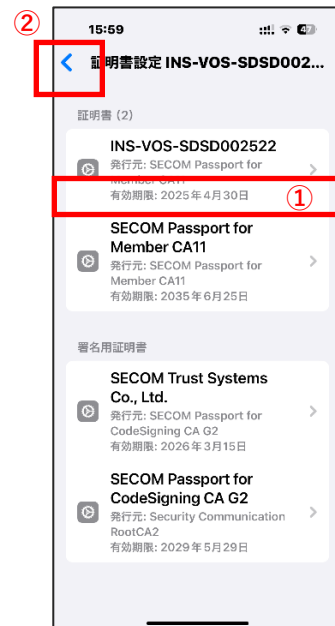 ②
15:59
47
証明書設定 INS-VOS-SDSD002...
証明書 (2)
INS-VOS-SDSD002522
発行元: SECOM Passport for
Member CA11
有効期限: 2025年4月30日
①
SECOM Passport for
Member CA11
発行元: SECOM Passport for
Member CA11
有効期限: 2035年6月25日
署名用証明書
SECOM Trust Systems
Co., Ltd.
発行元: SECOM Passport for
CodeSigning CA G2
有効期限: 2026年3月15日
SECOM Passport for
CodeSigning CA G2
発行元: Security Communication
RootCA2
有効期限: 2029年5月29日